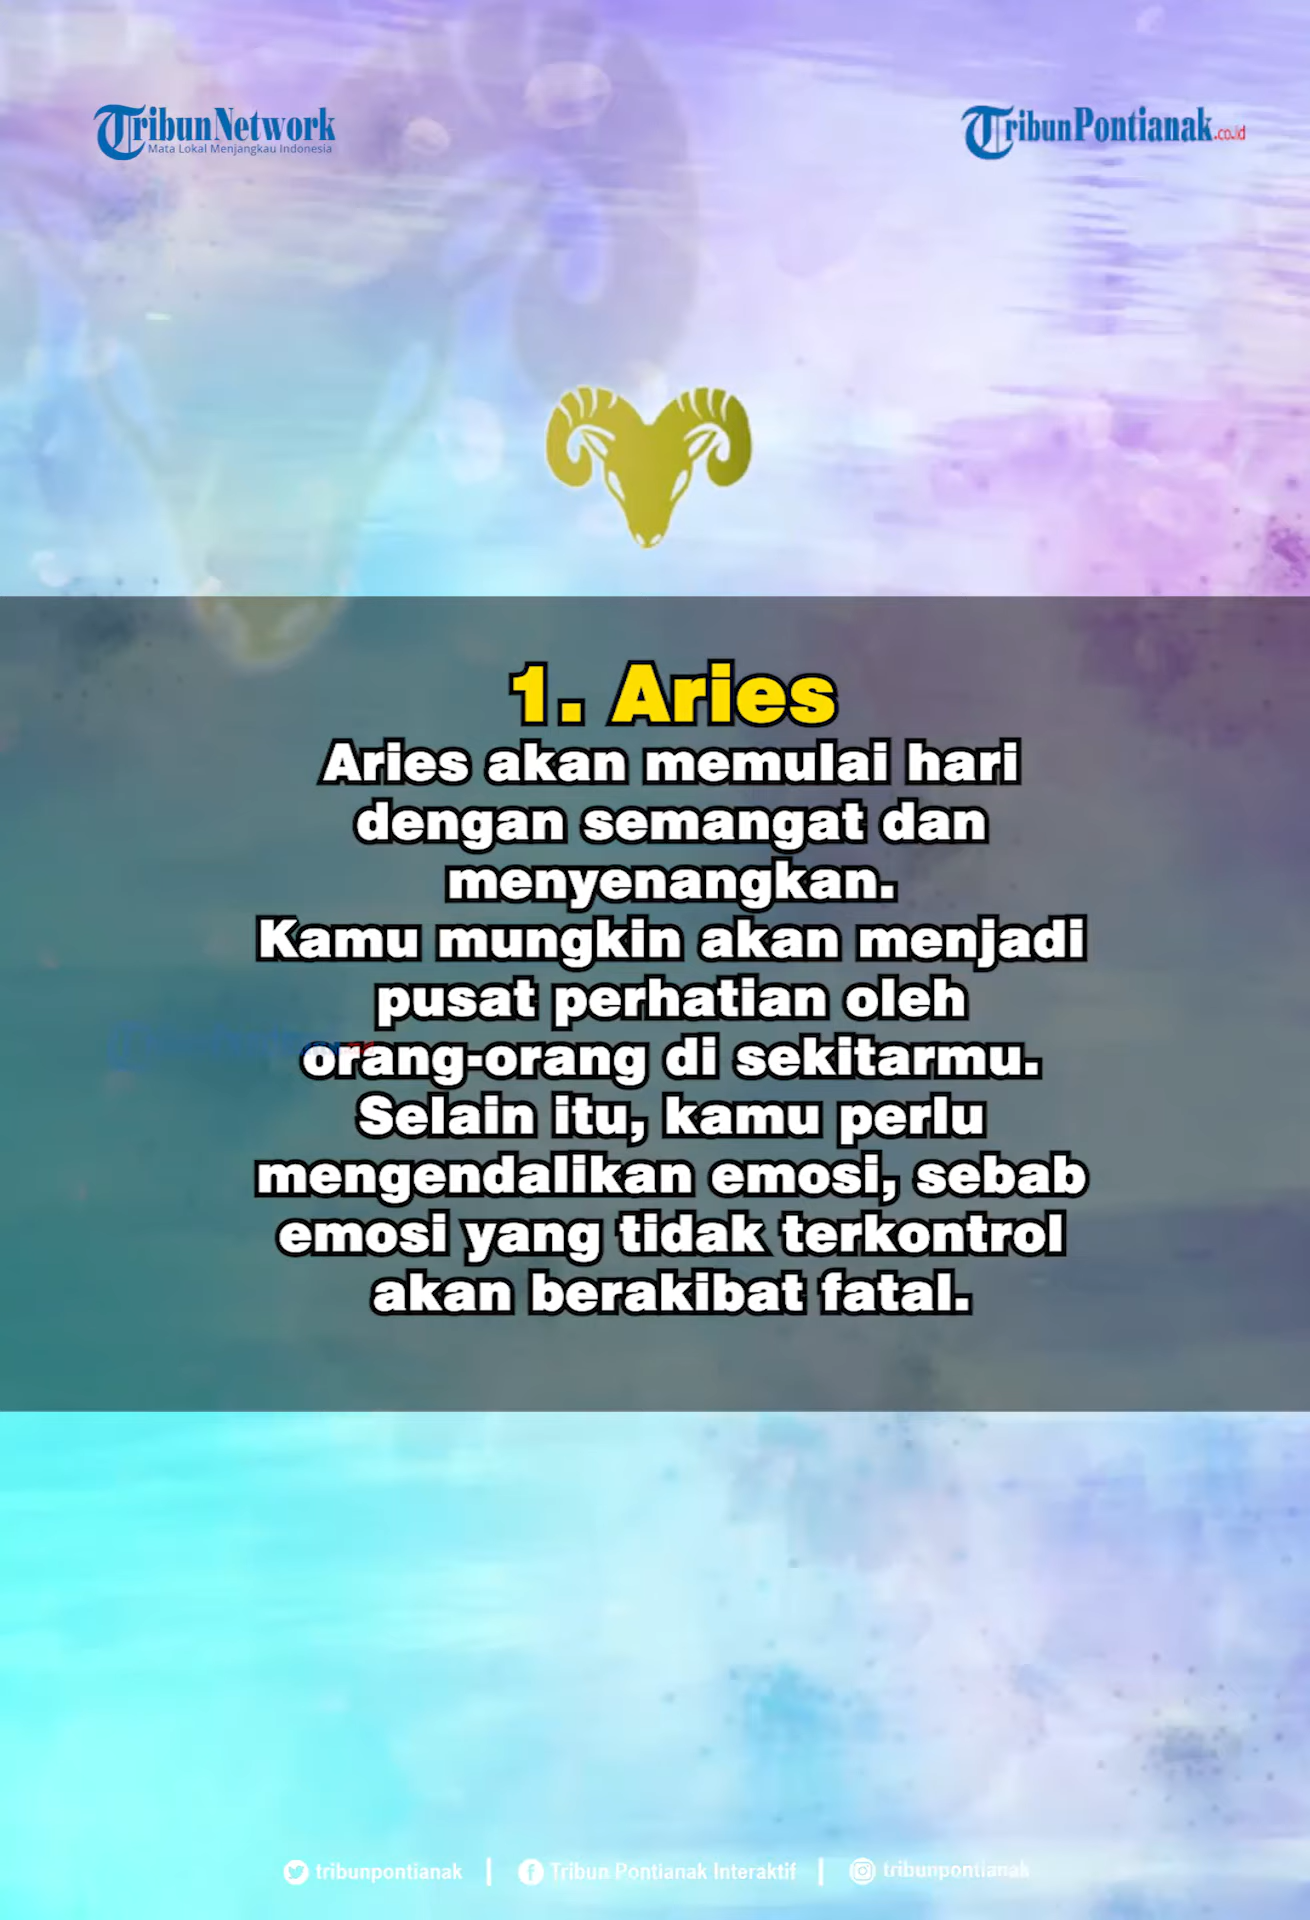 TribunNetwork
Mata Lokal Menjangkau Indonesia
TribunPontianak.co.id
1. Aries
Aries akan memulai hari
dengan semangat dan
menyenangkan.
Kamu mungkin akan menjadi
pusat perhatian oleh
orang-orang di sekitarmu.
Selain itu, kamu perlu
mengendalikan emosi, sebab
emosi yang tidak terkontrol
akan berakibat fatal.
tribunpontianak | Tribun Pontianak Interaktif | tribunpontianak